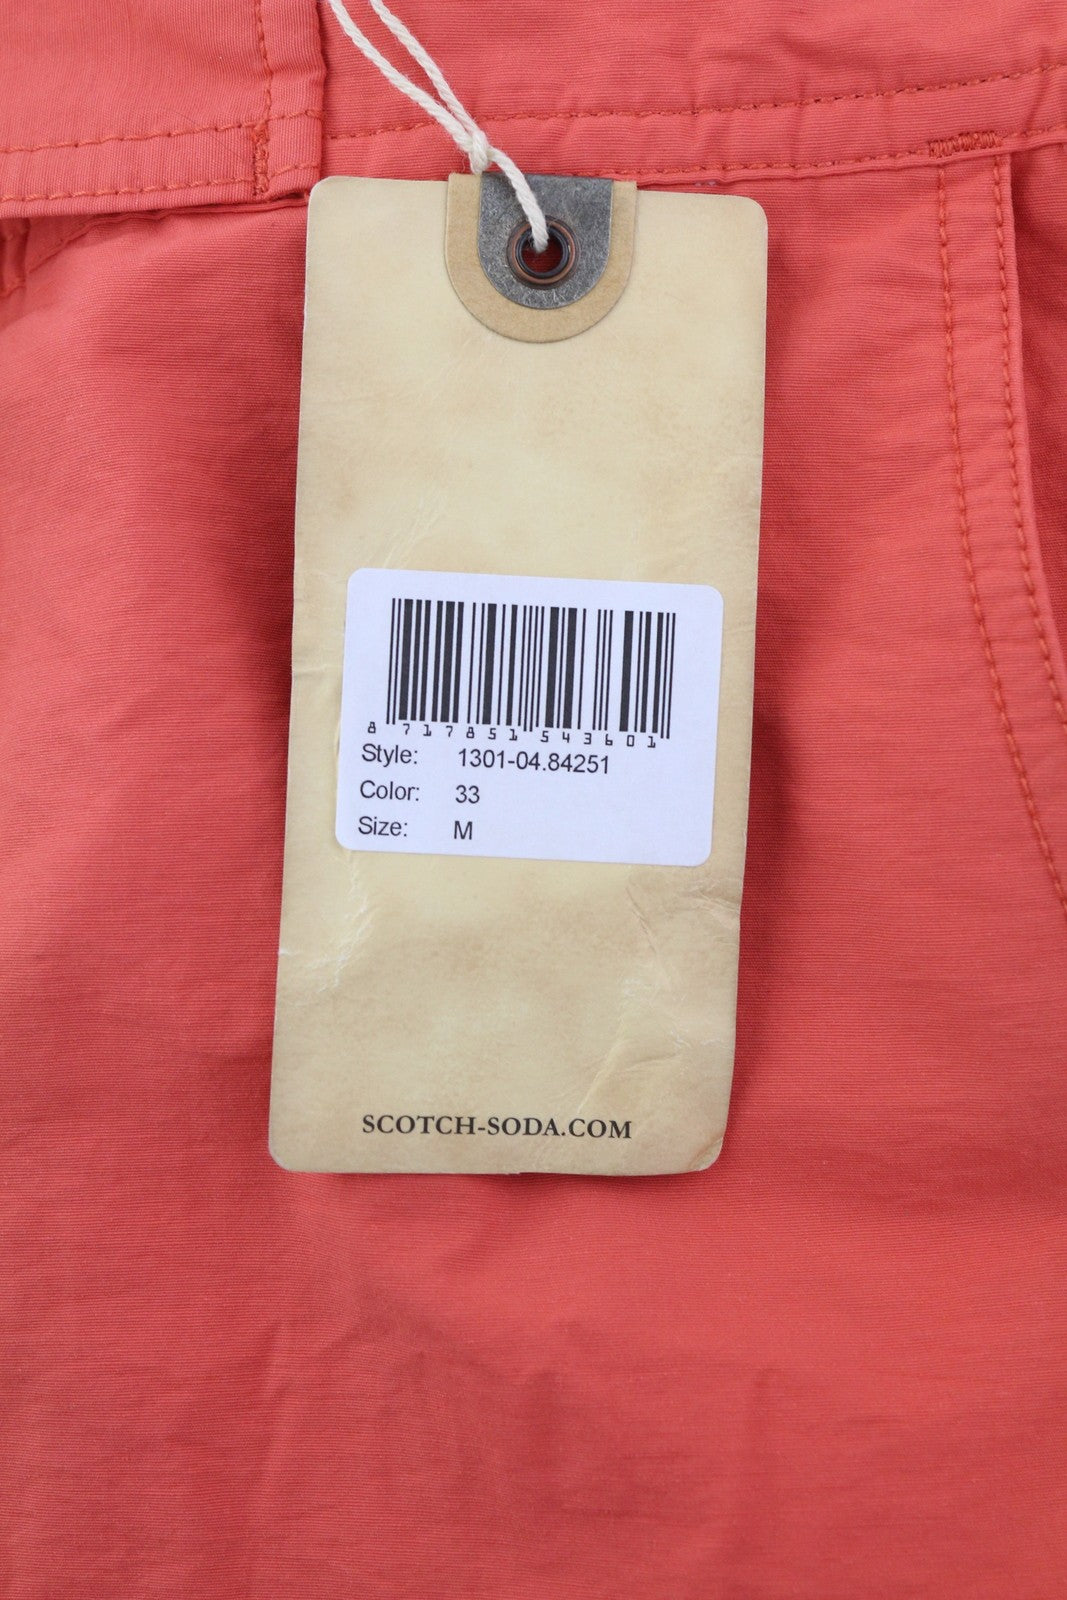 8 717851 543601
Style: 1301-04.84251
Color: 33
Size: M
SCOTCH-SODA.COM